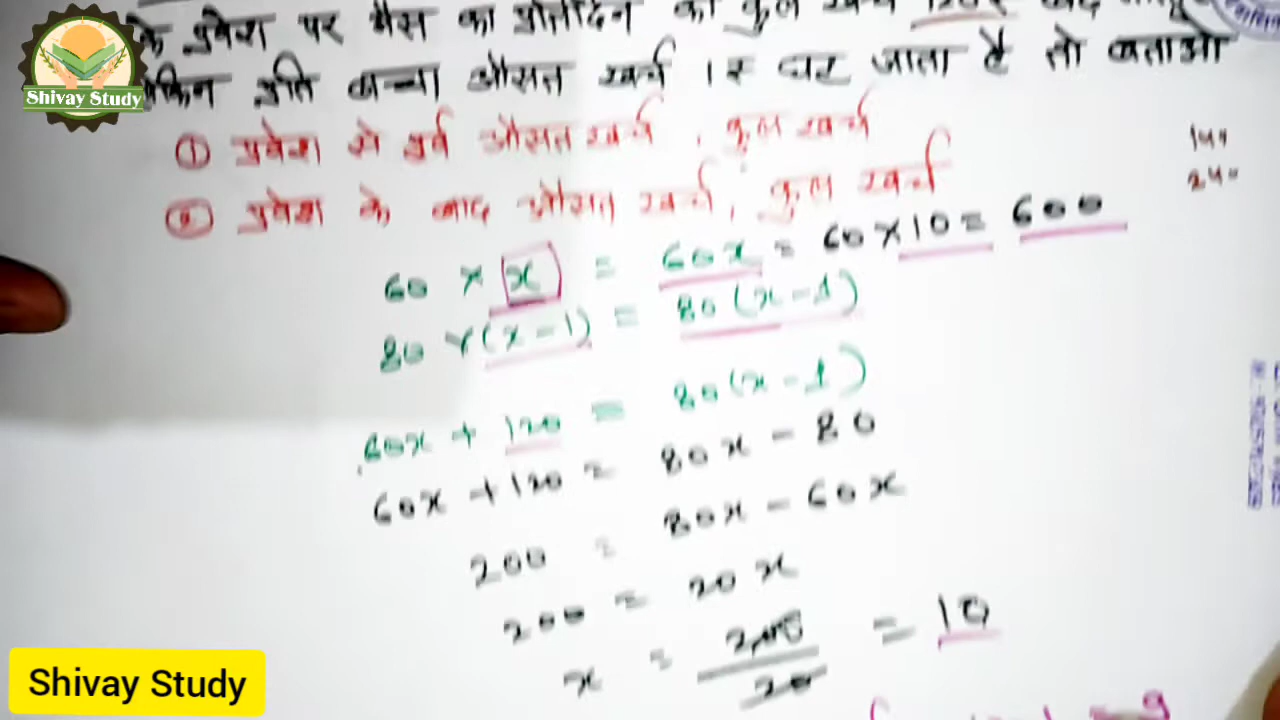 के प्रवेश पर मैस का प्रतिदिन का कुल खर्च
प्रति बच्चा औसत खर्च 1 रु घट जाता है तो बताओ
① प्रवेश से पूर्व औसत खर्च , कुल खर्च
② प्रवेश के बाद औसत खर्च , कुल खर्च
60 × x = 60x = 60×10 = 600
80 × (x-1) = 80(x-1)
60x + 120 = 80(x-1)
60x + 120 = 80x - 80
200 = 80x - 60x
200 = 20x
x = 200/20 = 10
Shivay Study
Shivay Study